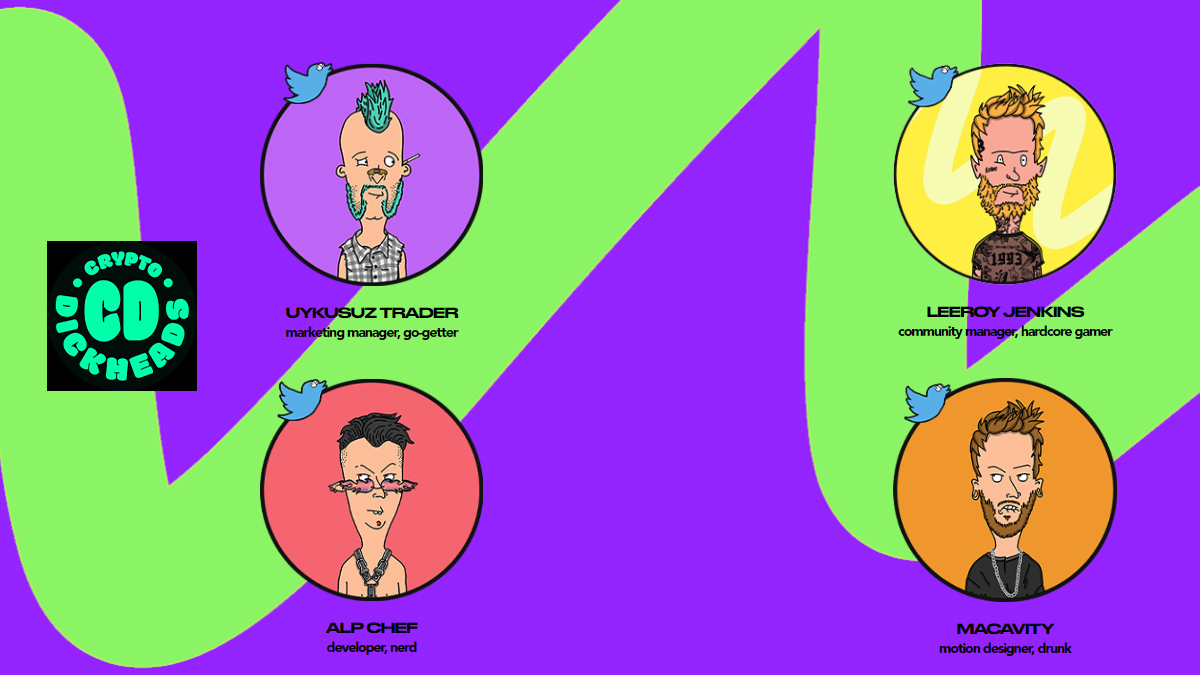 CRYPTO
CD
DICKHEADS
UYKUSUZ TRADER
marketing manager, go-getter
LEEROY JENKINS
community manager, hardcore gamer
1993
ALP CHEF
developer, nerd
MACAVITY
motion designer, drunk